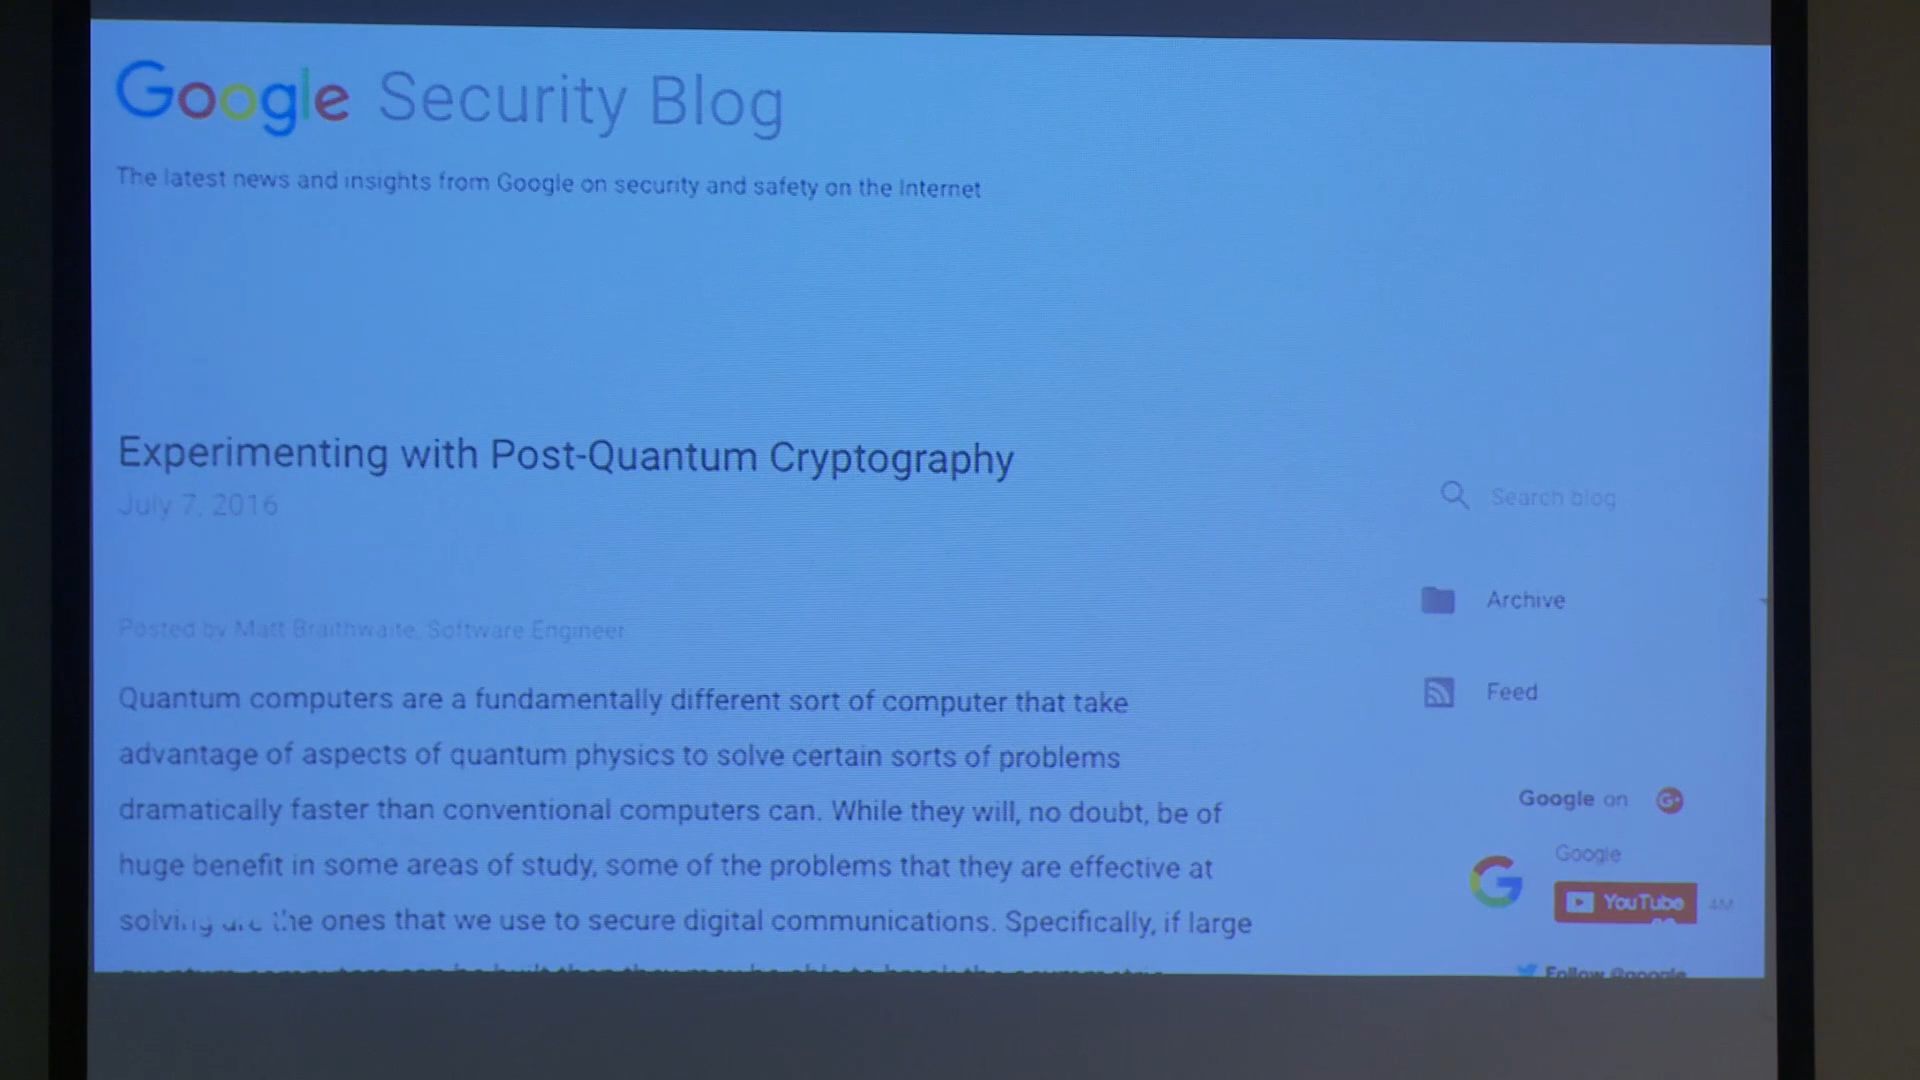 Google Security Blog
The latest news and insights from Google on security and safety on the Internet
Experimenting with Post-Quantum Cryptography
July 7, 2016
Search blog
Archive
Posted by Matt Braithwaite, Software Engineer
Quantum computers are a fundamentally different sort of computer that take
Feed
advantage of aspects of quantum physics to solve certain sorts of problems
dramatically faster than conventional computers can. While they will, no doubt, be of
Google on G+
huge benefit in some areas of study, some of the problems that they are effective at
Google
YouTube 4M
solving are the ones that we use to secure digital communications. Specifically, if large
Follow @google